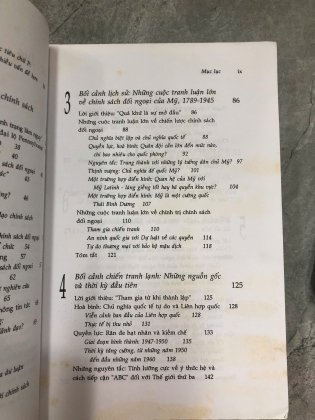 Mục lục ix
3 Bối cảnh lịch sử: Những cuộc tranh luận lớn
về chính sách đối ngoại của Mỹ, 1789-1945 86
Lời giới thiệu: "Quá khứ là sự mở đầu" 86
Những cuộc tranh luận lớn về chiến lược chính sách
đối ngoại 88
Chủ nghĩa biệt lập và chủ nghĩa quốc tế 88
Quyền lực, hoà bình: Quân đội cần lớn đến mức nào,
chi bao nhiêu cho quốc phòng? 92
Nguyên tắc: Trung thành với những lý tưởng dân chủ Mỹ? 97
Thịnh vượng: Chủ nghĩa đế quốc Mỹ? 101
Một trường hợp điển hình: Quan hệ của Mỹ với
Mỹ Latinh - láng giềng tốt hay bá quyền khu vực? 104
Một trường hợp điển hình: Mỹ là một cường quốc
Thái Bình Dương 107
Những cuộc tranh luận lớn về chính trị chính sách
đối ngoại 110
Tham gia chiến tranh 110
An ninh quốc gia với Dự luật về các quyền 114
Tự do thương mại với bảo hộ mậu dịch 118
Tóm tắt 121
4 Bối cảnh chiến tranh lạnh: Những nguồn gốc
và thời kỳ đầu tiên 125
Lời giới thiệu: "Tham gia từ khi thành lập" 125
Hoà bình: Chủ nghĩa quốc tế tự do và Liên hợp quốc 128
Viễn cảnh ban đầu của Liên hợp quốc 128
Thực tế bị thu nhỏ 131
Quyền lực: Răn đe hạt nhân và kiềm chế 133
Giai đoạn hình thành: 1947-1950 135
Thời kỳ tăng cường, từ những năm 1950
đến đầu những năm 1960 138
Những nguyên tắc: Tính lưỡng cực về ý thức hệ và
cách tiếp cận "ABC" đối với Thế giới thứ ba 142